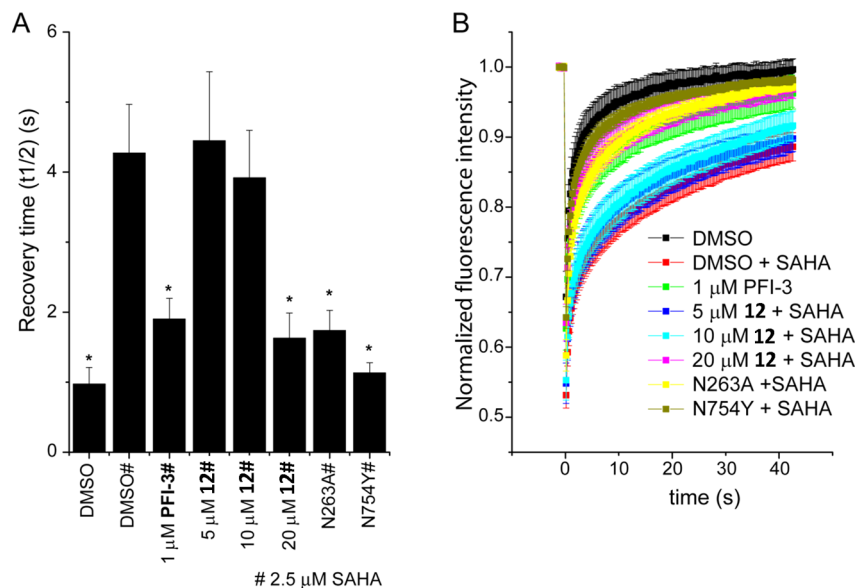 A
Recovery time (t1/2) (s)
6
4
2
0
*
*
*
*
*
DMSO
DMSO#
1 μM PFI-3#
5 μM 12#
10 μM 12#
20 μM 12#
N263A#
N754Y#
# 2.5 μM SAHA
B
Normalized fluorescence intensity
1.0
0.9
0.8
0.7
0.6
0.5
DMSO
DMSO + SAHA
1 μM PFI-3
5 μM 12 + SAHA
10 μM 12 + SAHA
20 μM 12 + SAHA
N263A +SAHA
N754Y + SAHA
0
10
20
30
40
50
time (s)